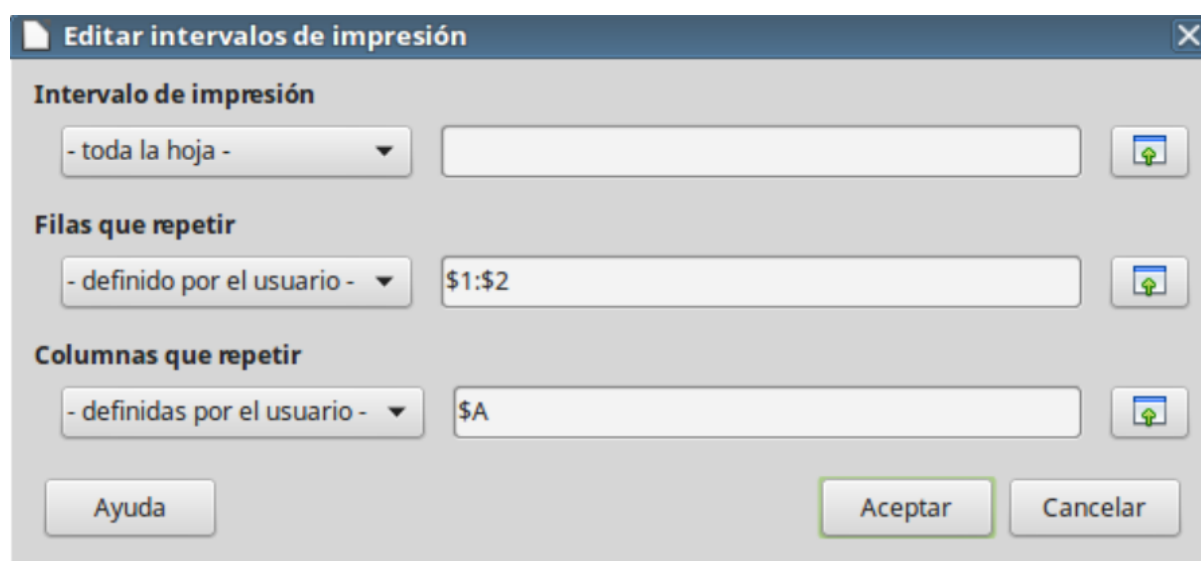 Editar intervalos de impresión
Intervalo de impresión
- toda la hoja -
Filas que repetir
- definido por el usuario - $1:$2
Columnas que repetir
- definidas por el usuario - $A
Ayuda Aceptar Cancelar